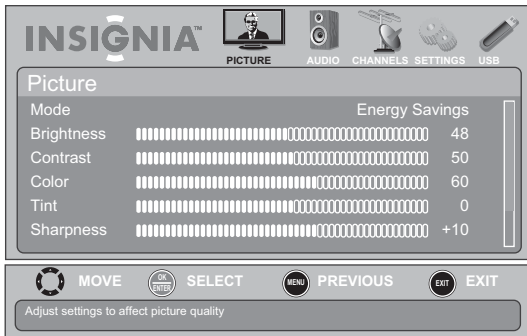 INSIGNIA™
PICTURE AUDIO CHANNELS SETTINGS USB
Picture
Mode Energy Savings
Brightness 48
Contrast 50
Color 60
Tint 0
Sharpness +10
MOVE OK ENTER SELECT MENU PREVIOUS EXIT EXIT
Adjust settings to affect picture quality